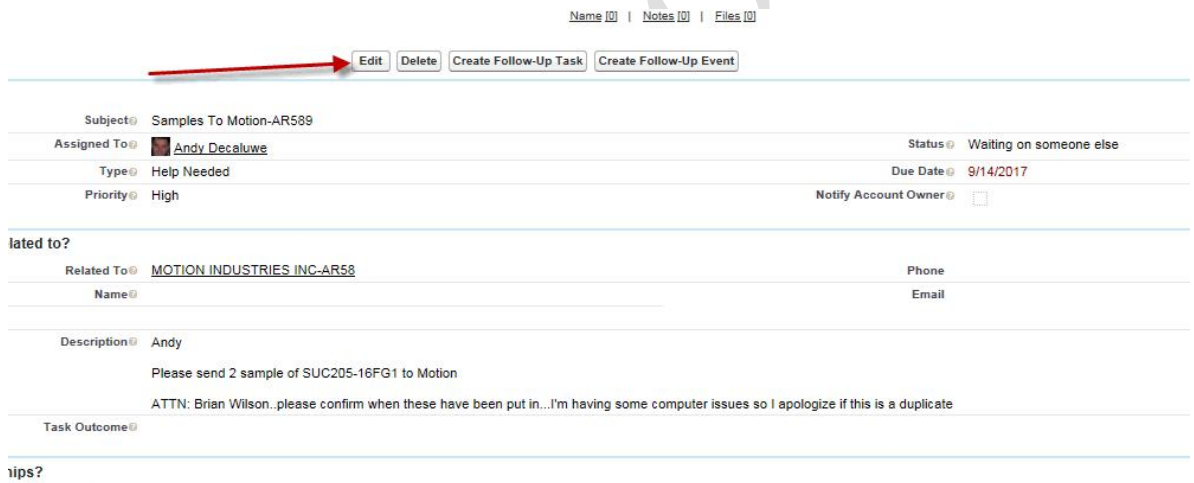 Name [0] | Notes [0] | Files [0]
Edit Delete Create Follow-Up Task Create Follow-Up Event
Subject Samples To Motion-AR589
Assigned To Andy Decaluwe Status Waiting on someone else
Type Help Needed Due Date 9/14/2017
Priority High Notify Account Owner
lated to?
Related To MOTION INDUSTRIES INC-AR58 Phone
Name Email
Description Andy
Please send 2 sample of SUC205-16FG1 to Motion
ATTN: Brian Wilson..please confirm when these have been put in...I'm having some computer issues so I apologize if this is a duplicate
Task Outcome
hips?